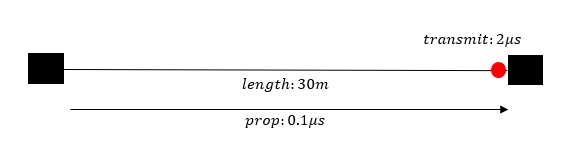 transmit: 2μs
length: 30m
prop: 0.1μs